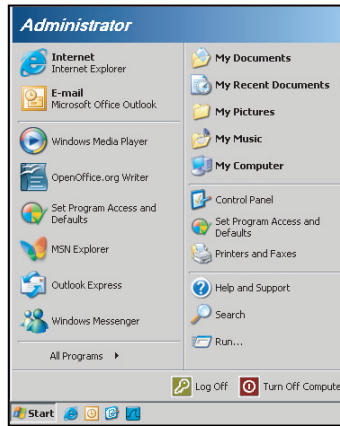 Administrator
Internet
Internet Explorer
E-mail
Microsoft Office Outlook
Windows Media Player
OpenOffice.org Writer
Set Program Access and
Defaults
MSN Explorer
Outlook Express
Windows Messenger
All Programs
My Documents
My Recent Documents
My Pictures
My Music
My Computer
Control Panel
Set Program Access and
Defaults
Printers and Faxes
Help and Support
Search
Run...
Log Off Turn Off Compute
Start